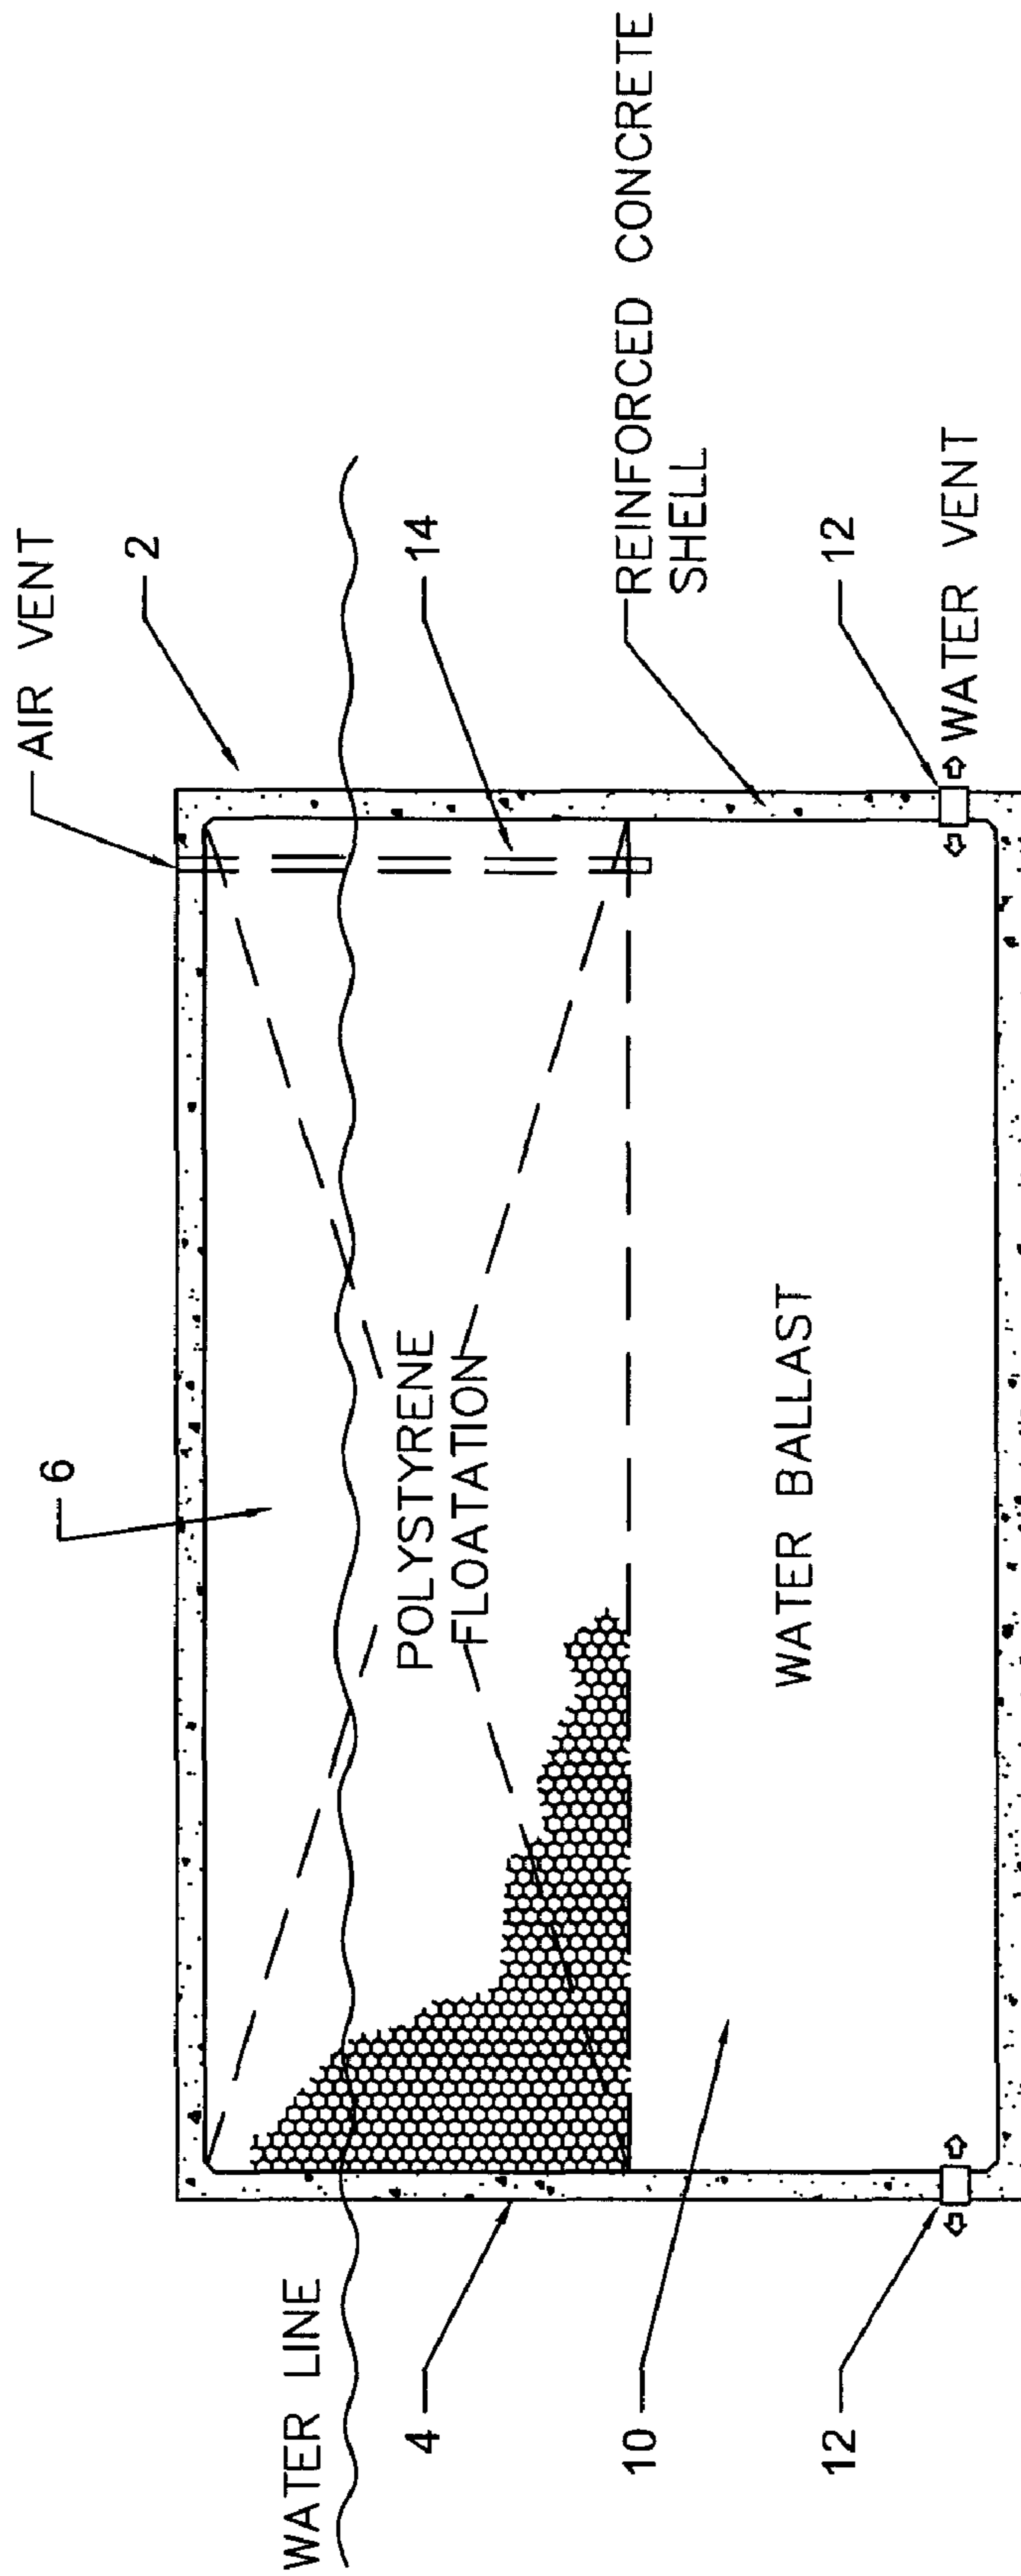 AIR VENT
6
2
WATER LINE
14
POLYSTYRENE
FLOATATION
4
REINFORCED CONCRETE
SHELL
10
WATER BALLAST
12
12
WATER VENT